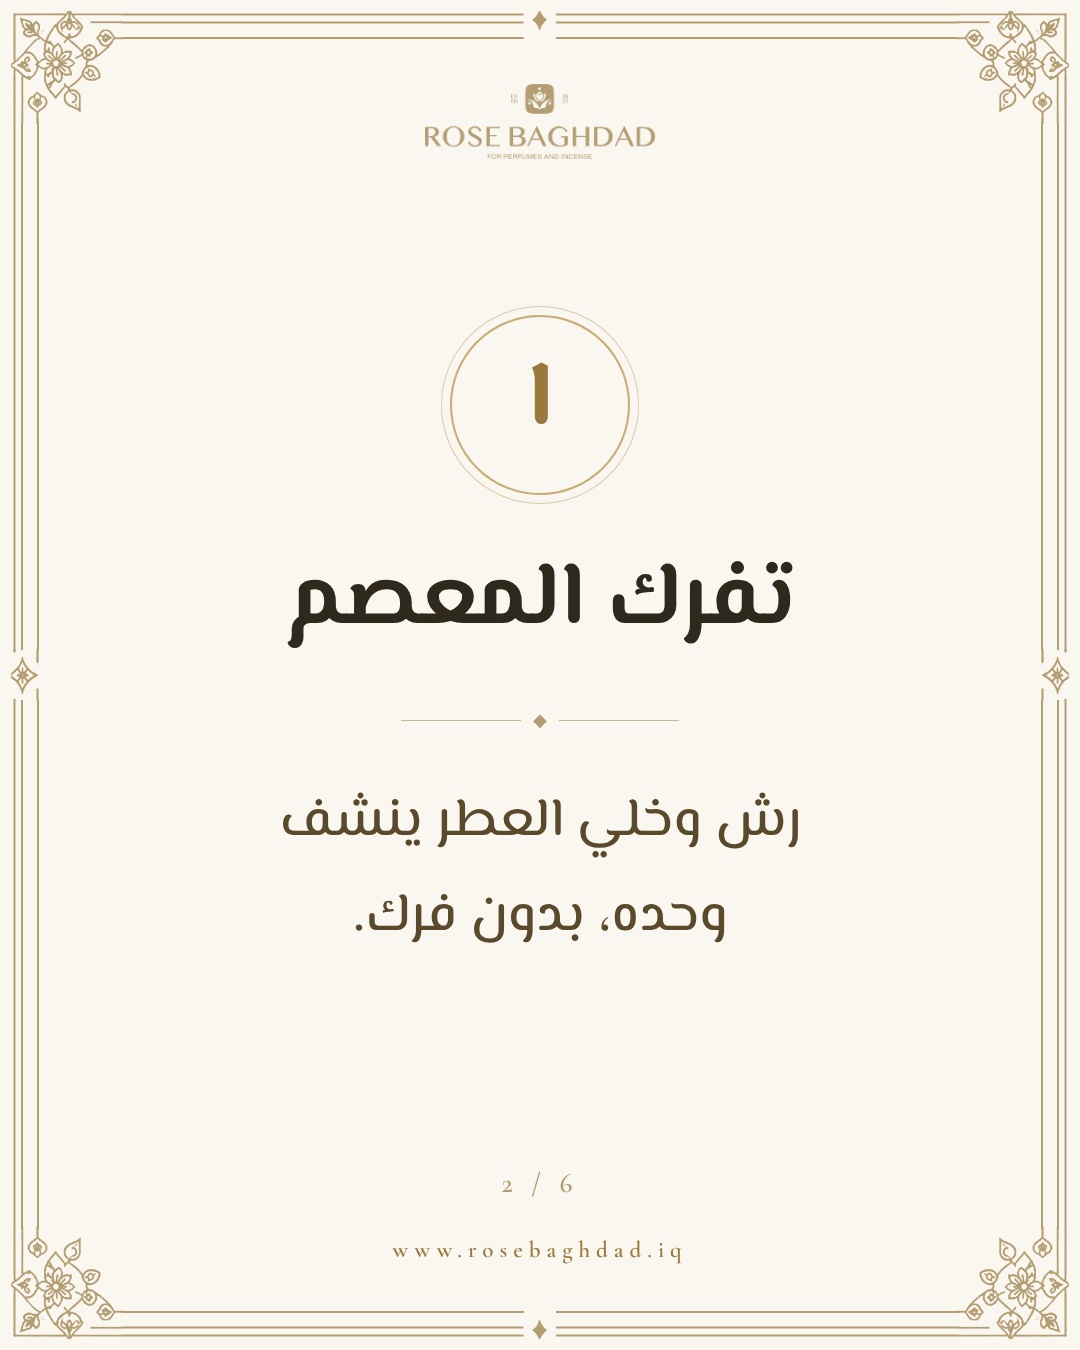 ROSE BAGHDAD
FOR PERFUMES AND INCENSE
١
تفرك المعصم
رش وخلي العطر ينشف
وحده، بدون فرك.
2 / 6
www.rosebaghdad.iq